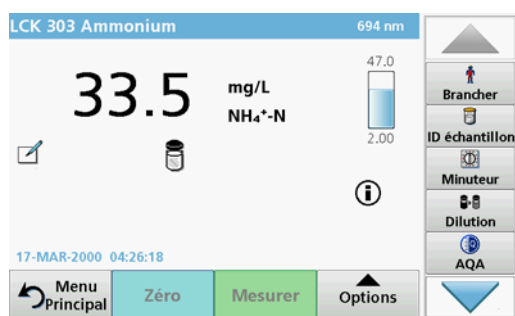 LCK 303 Ammonium 694 nm
47.0
33.5 mg/L
NH₄⁺-N
2.00
17-MAR-2000 04:26:18
Menu
Principal
Zéro
Mesurer
Options
Brancher
ID échantillon
Minuteur
Dilution
AQA